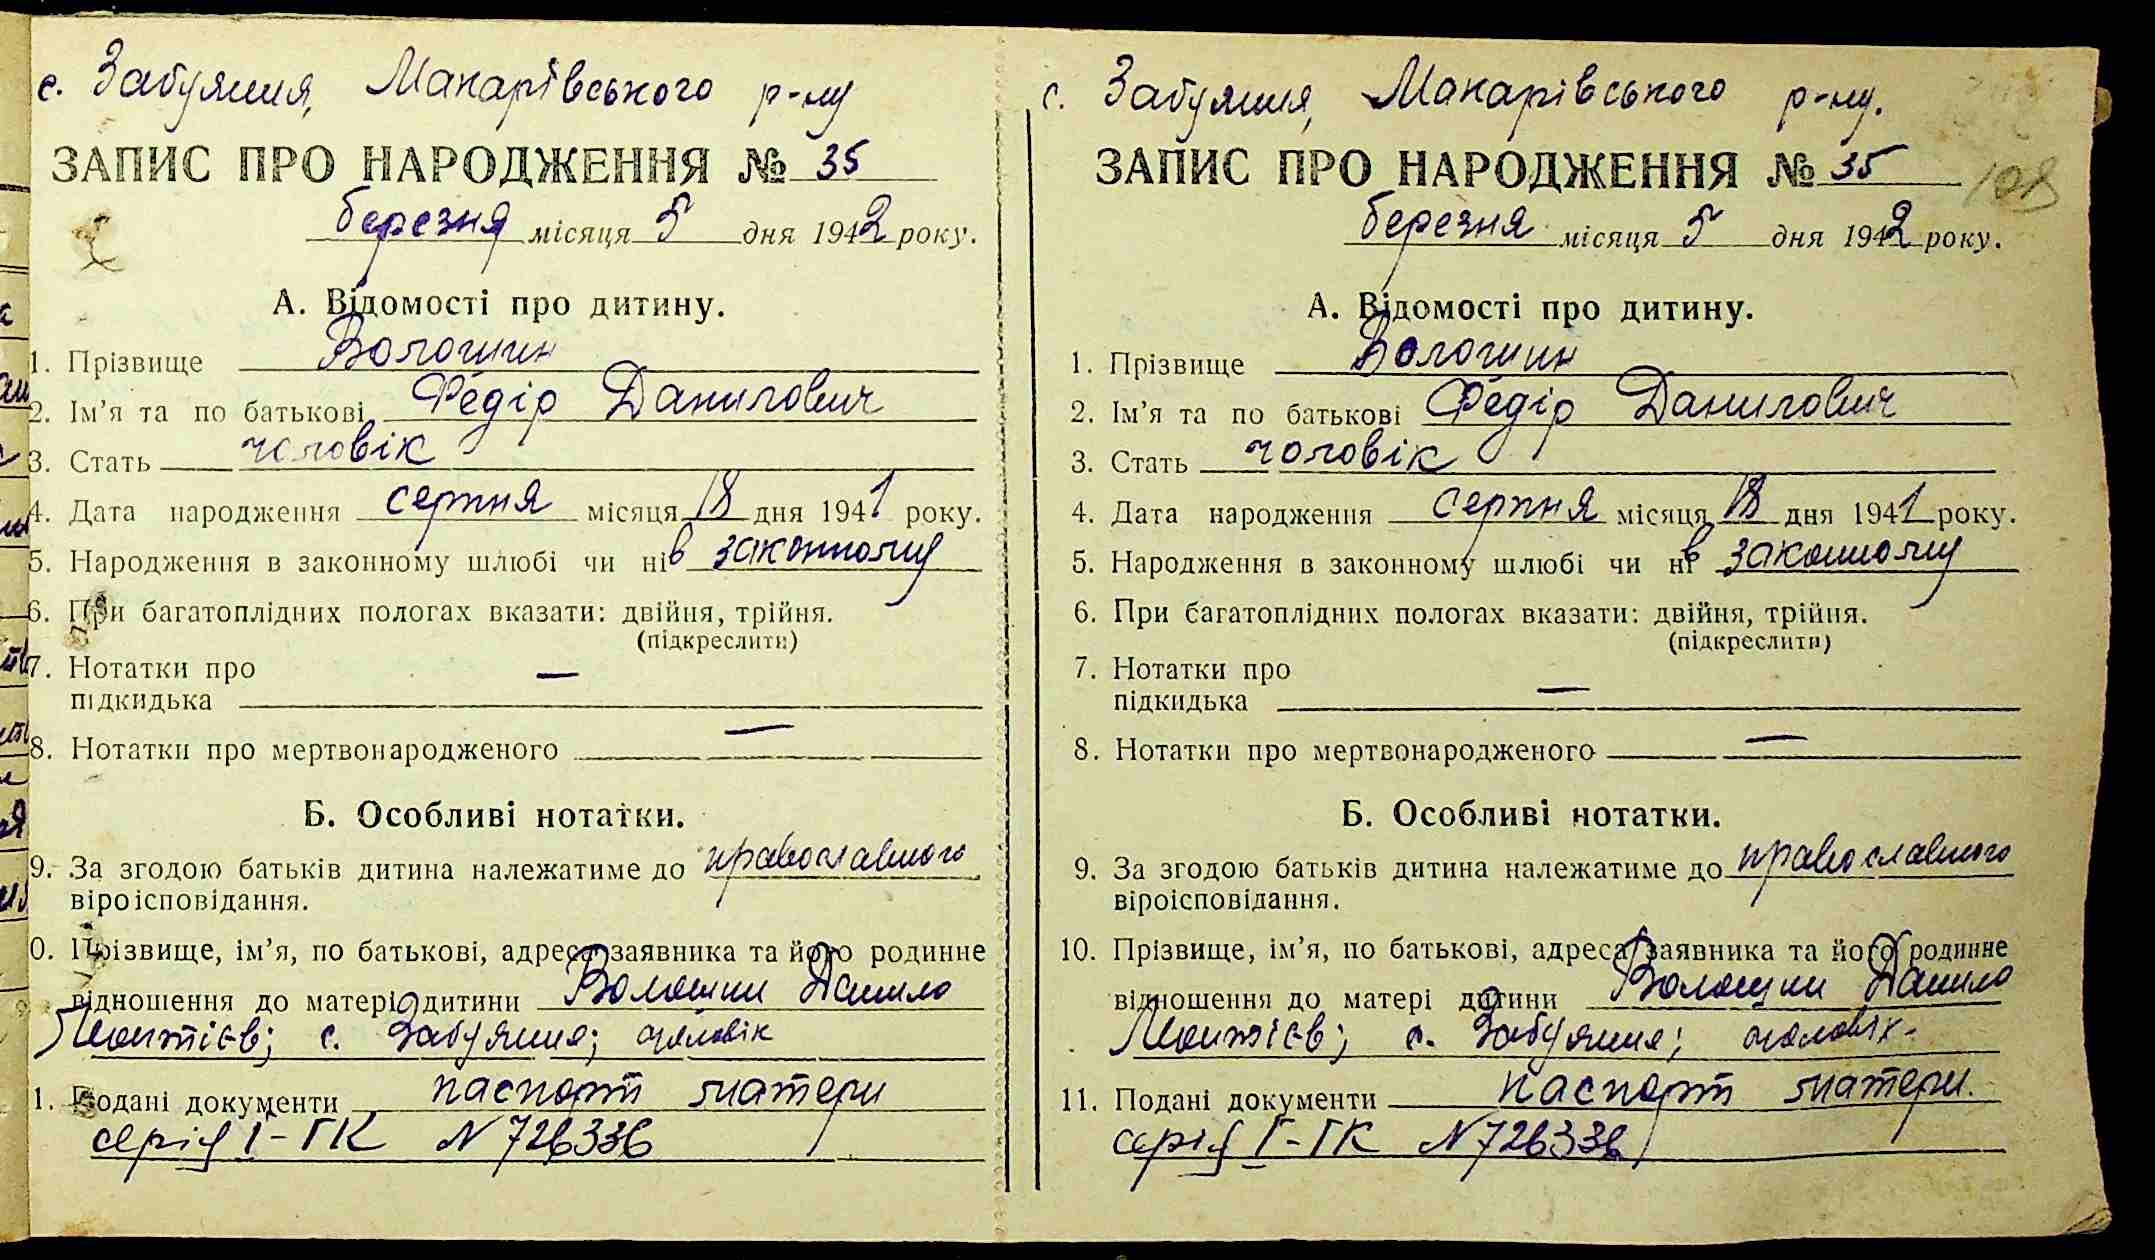 с. Забуяння, Макарівського р-ну
ЗАПИС ПРО НАРОДЖЕННЯ № 35
березня місяця 5 дня 1942 року.
А. Відомості про дитину.
1. Прізвище Волошин
2. Ім’я та по батькові Федір Данилович
3. Стать чоловік
4. Дата народження серпня місяця 18 дня 1941 року.
5. Народження в законному шлюбі чи ні в законному
6. При багатоплідних пологах вказати: двійня, трійня.
(підкреслити)
7. Нотатки про
підкидька —
8. Нотатки про мертвонародженого —
Б. Особливі нотатки.
9. За згодою батьків дитина належатиме до православного
віроісповідання.
0. Прізвище, ім’я, по батькові, адреса заявника та його родинне
відношення до матері дитини Волошин Данило
с. Забуяння; чоловік
1. Подані документи паспорт матери
серія І-ГК N 726336
с. Забуяння, Макарівського р-ну.
ЗАПИС ПРО НАРОДЖЕННЯ № 35 108
березня місяця 5 дня 1942 року.
А. Відомості про дитину.
1. Прізвище Волошин
2. Ім’я та по батькові Федір Данилович
3. Стать чоловік
4. Дата народження серпня місяця 18 дня 1941 року.
5. Народження в законному шлюбі чи ні в законному
6. При багатоплідних пологах вказати: двійня, трійня.
(підкреслити)
7. Нотатки про
підкидька —
8. Нотатки про мертвонародженого —
Б. Особливі нотатки.
9. За згодою батьків дитина належатиме до православного
віроісповідання.
10. Прізвище, ім’я, по батькові, адреса заявника та його родинне
відношення до матері дитини Волошин Данило
с. Забуяння; чоловік-
11. Подані документи паспорт матери.
серія І-ГК N 726336